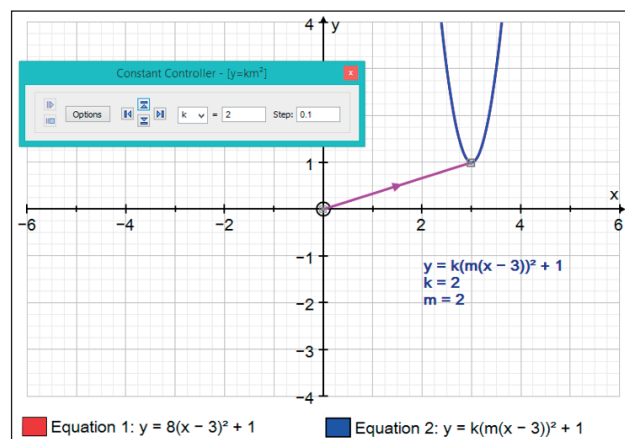 4
y
Constant Controller - [y=km²]
x
Options
k
=
2
Step:
0.1
1
x
−6
−4
−2
0
2
4
6
−1
y = k(m(x − 3))² + 1
k = 2
−2
m = 2
−3
−4
Equation 1: y = 8(x − 3)² + 1
Equation 2: y = k(m(x − 3))² + 1